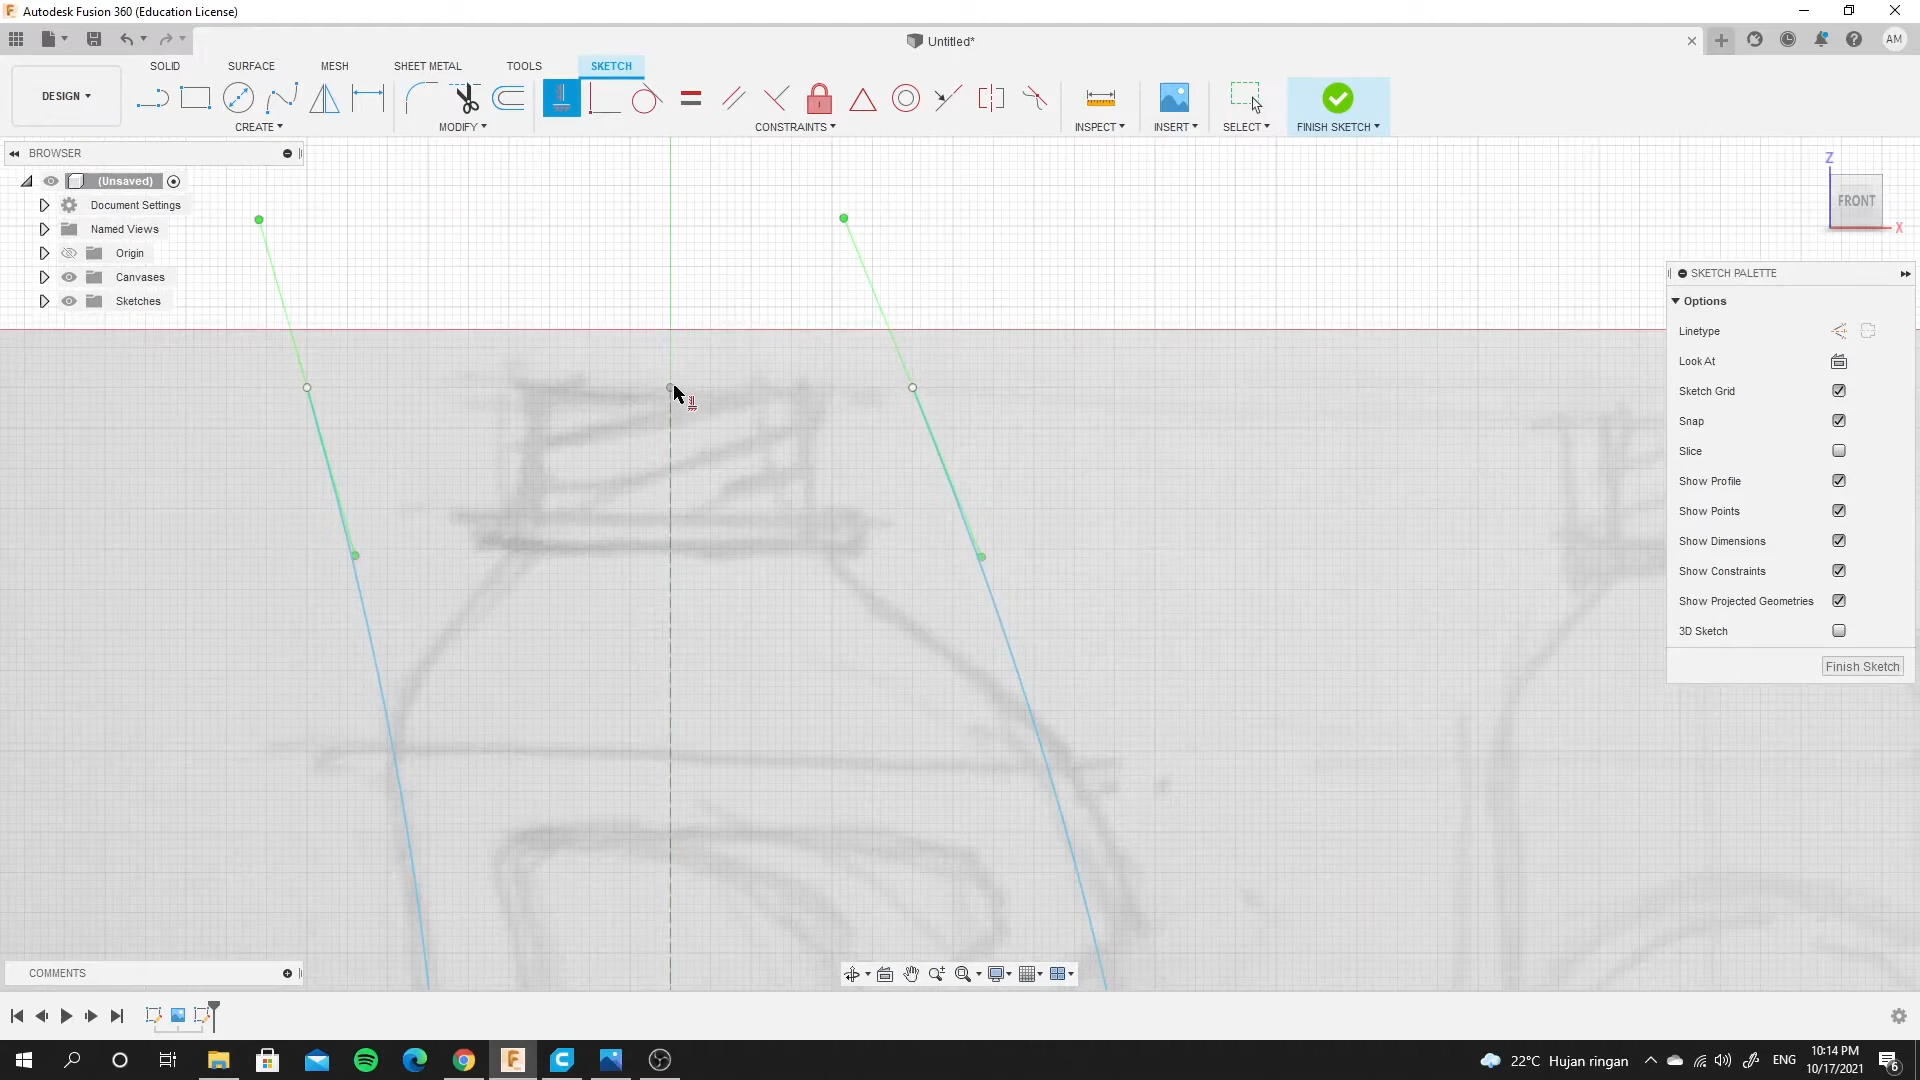 Autodesk Fusion 360 (Education License)
Untitled*
AM
DESIGN
SOLID
SURFACE
MESH
SHEET METAL
TOOLS
SKETCH
CREATE
MODIFY
CONSTRAINTS
INSPECT
INSERT
SELECT
FINISH SKETCH
BROWSER
(Unsaved)
Document Settings
Named Views
Origin
Canvases
Sketches
Z
FRONT
X
SKETCH PALETTE
Options
Linetype
Look At
Sketch Grid
Snap
Slice
Show Profile
Show Points
Show Dimensions
Show Constraints
Show Projected Geometries
3D Sketch
Finish Sketch
COMMENTS
22°C Hujan ringan
ENG
10:14 PM
10/17/2021
6